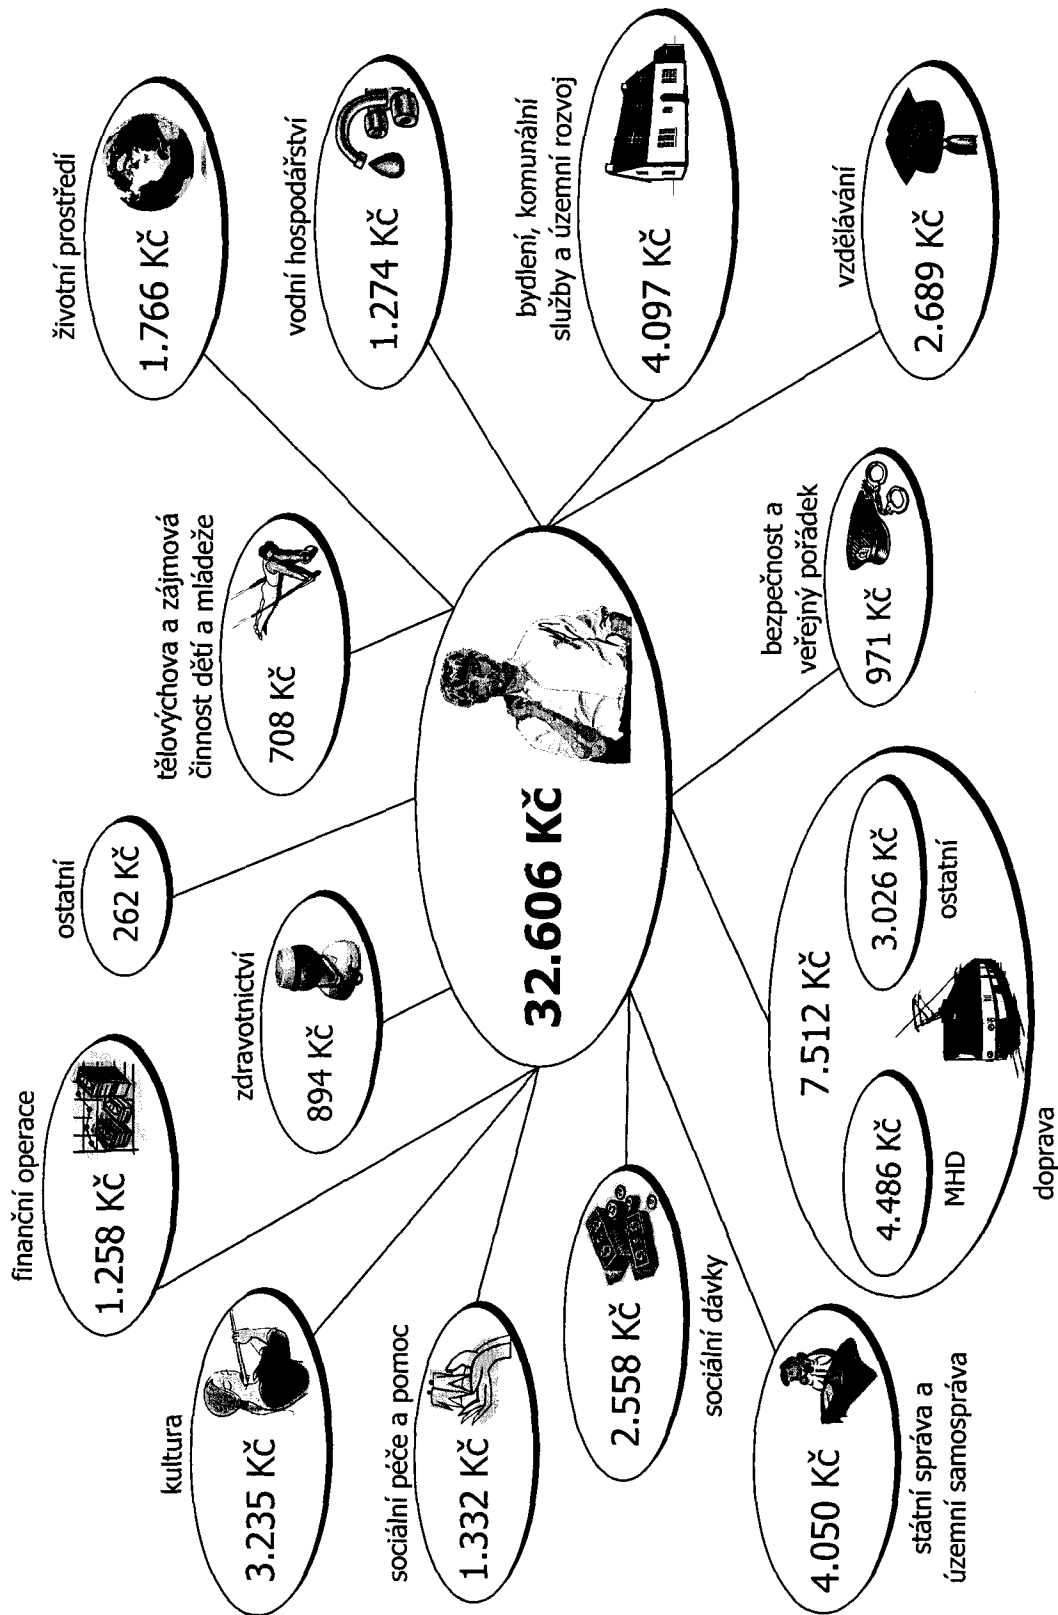 finanční operace
1.258 Kč
ostatní
262 Kč
životní prostředí
1.766 Kč
kultura
3.235 Kč
zdravotnictví
894 Kč
tělovýchova a zájmová
činnost dětí a mládeže
708 Kč
vodní hospodářství
1.274 Kč
sociální péče a pomoc
1.332 Kč
32.606 Kč
bydlení, komunální
služby a územní rozvoj
4.097 Kč
2.558 Kč
sociální dávky
bezpečnost a
veřejný pořádek
971 Kč
vzdělávání
2.689 Kč
4.050 Kč
státní správa a
územní samospráva
7.512 Kč
4.486 Kč
MHD
3.026 Kč
ostatní
doprava